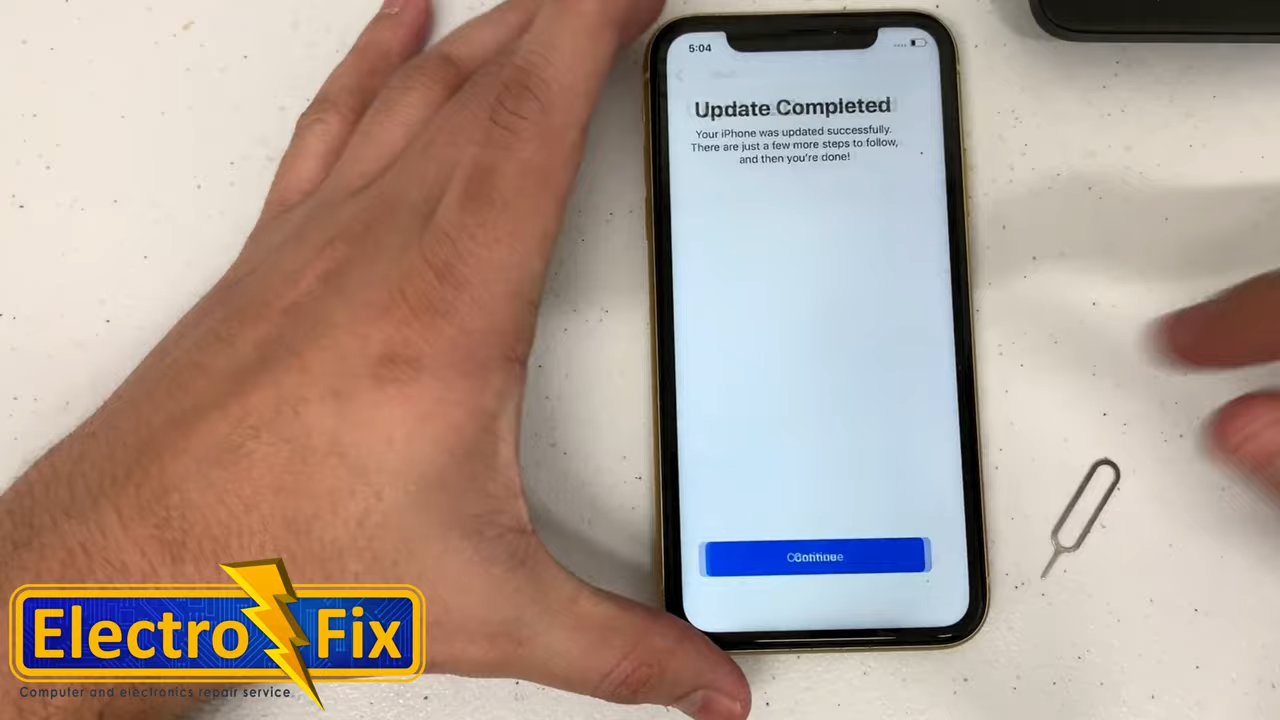 5:04
Update Completed
Your iPhone was updated successfully.
There are just a few more steps to follow,
and then you're done!
Continue
Electro Fix
Computer and electronics repair service